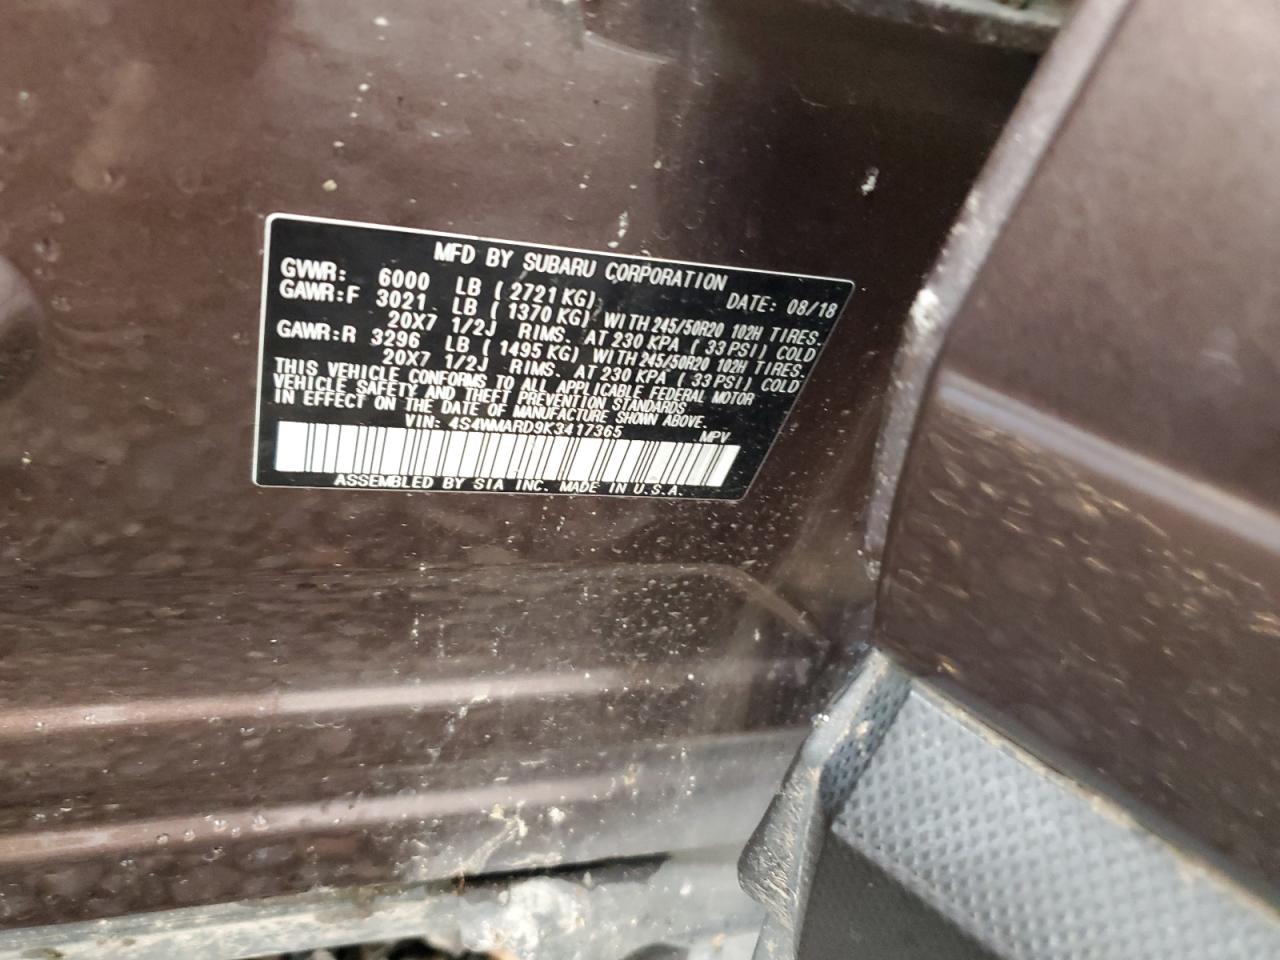 MFD BY SUBARU CORPORATION
GVWR: 6000 LB ( 2721 KG) DATE: 08/18
GAWR:F 3021 LB ( 1370 KG) WITH 245/50R20 102H TIRES.
20X7 1/2J RIMS. AT 230 KPA ( 33 PSI) COLD
GAWR:R 3296 LB ( 1495 KG) WITH 245/50R20 102H TIRES.
20X7 1/2J RIMS. AT 230 KPA ( 33 PSI) COLD
THIS VEHICLE CONFORMS TO ALL APPLICABLE FEDERAL MOTOR
VEHICLE SAFETY AND THEFT PREVENTION STANDARDS
IN EFFECT ON THE DATE OF MANUFACTURE SHOWN ABOVE.
VIN: 4S4WMARD9K3417365 MPV
ASSEMBLED BY SIA INC. MADE IN U.S.A.